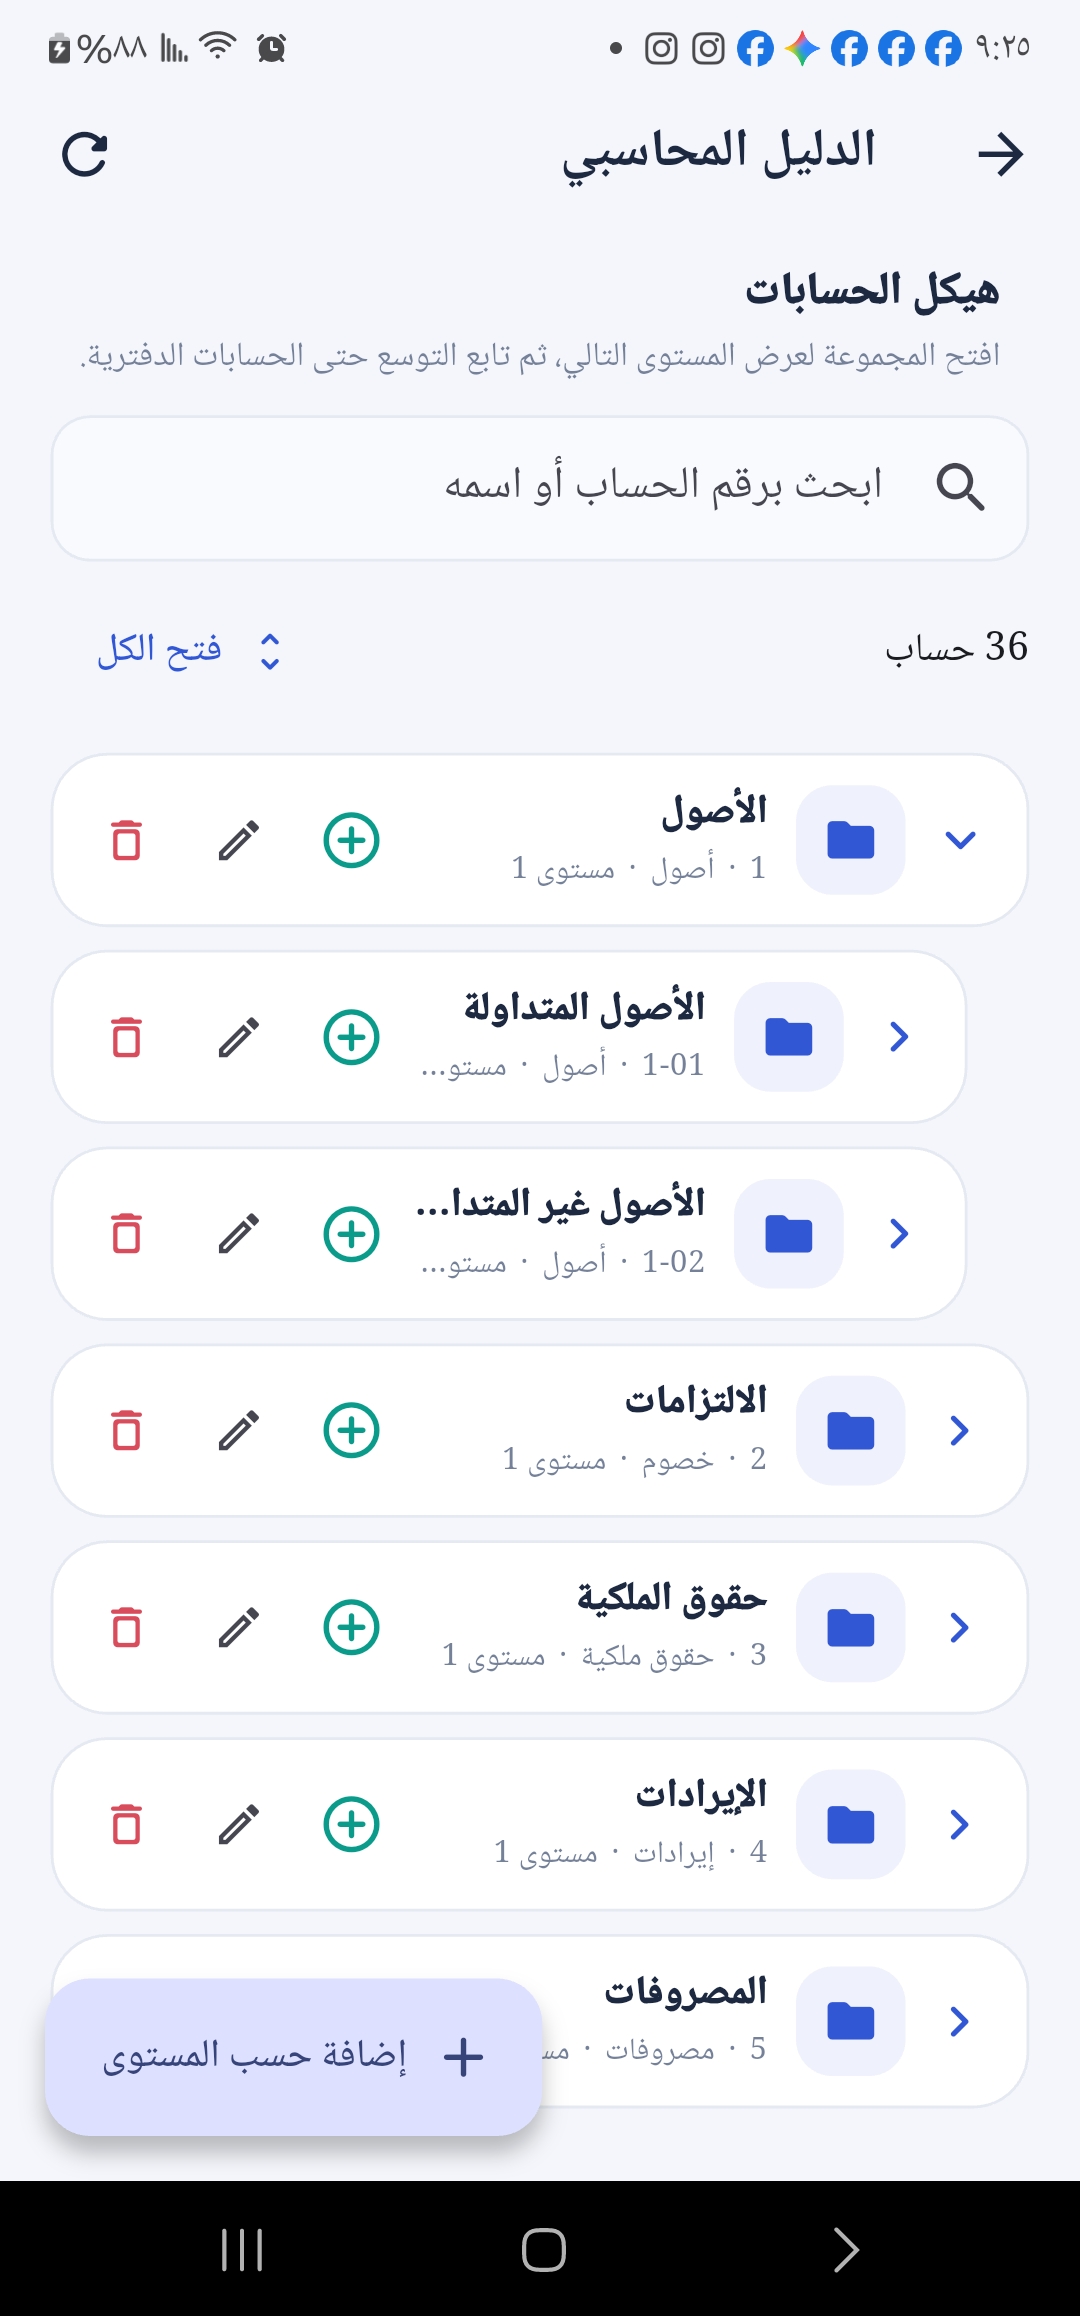 ٩:٢٥
%٨٨
الدليل المحاسبي
هيكل الحسابات
افتح المجموعة لعرض المستوى التالي، ثم تابع التوسع حتى الحسابات الدفترية.
ابحث برقم الحساب أو اسمه
36 حساب
فتح الكل
الأصول
1 · أصول · مستوى 1
الأصول المتداولة
1-01 · أصول · مستو...
الأصول غير المتدا...
1-02 · أصول · مستو...
الالتزامات
2 · خصوم · مستوى 1
حقوق الملكية
3 · حقوق ملكية · مستوى 1
الإيرادات
4 · إيرادات · مستوى 1
المصروفات
5 · مصروفات ·
إضافة حسب المستوى